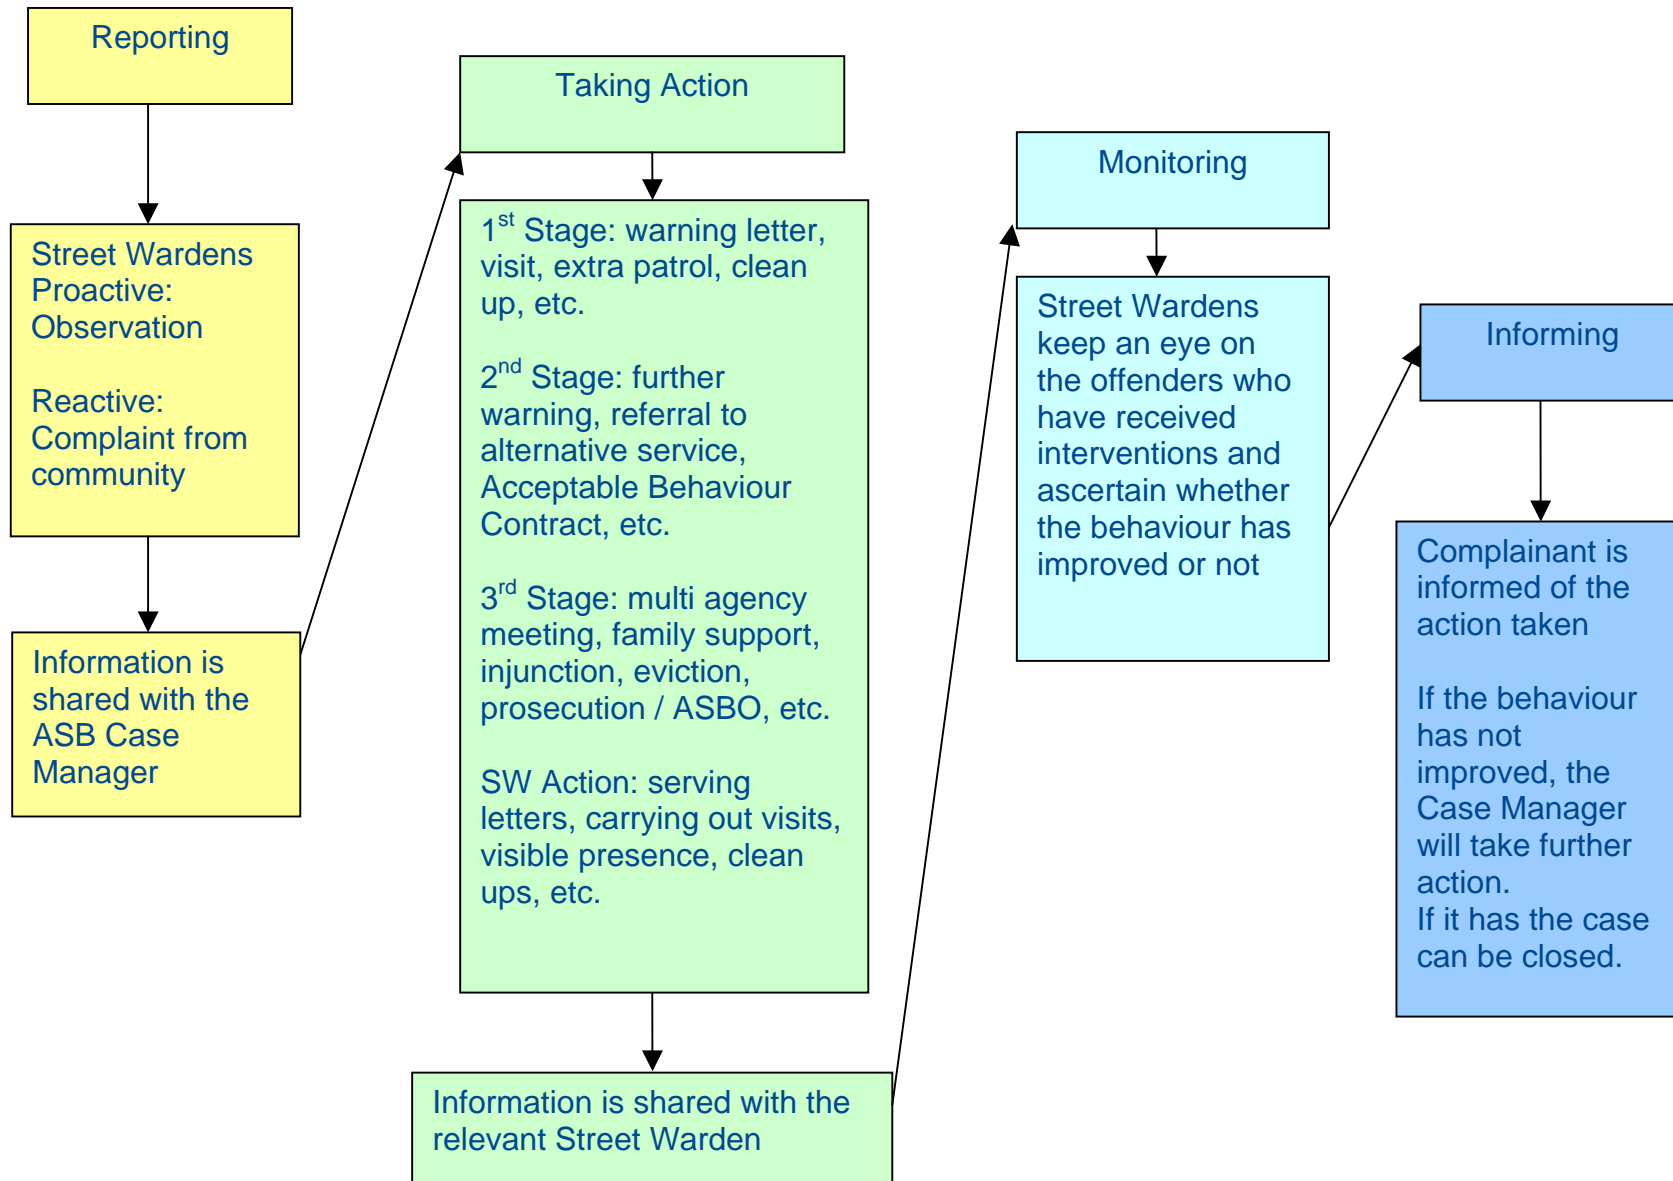 Reporting
Street Wardens
Proactive:
Observation
Reactive:
Complaint from
community
Information is
shared with the
ASB Case
Manager
Taking Action
1st Stage: warning letter,
visit, extra patrol, clean
up, etc.
2nd Stage: further
warning, referral to
alternative service,
Acceptable Behaviour
Contract, etc.
3rd Stage: multi agency
meeting, family support,
injunction, eviction,
prosecution / ASBO, etc.
SW Action: serving
letters, carrying out visits,
visible presence, clean
ups, etc.
Information is shared with the
relevant Street Warden
Monitoring
Street Wardens
keep an eye on
the offenders who
have received
interventions and
ascertain whether
the behaviour has
improved or not
Informing
Complainant is
informed of the
action taken
If the behaviour
has not
improved, the
Case Manager
will take further
action.
If it has the case
can be closed.